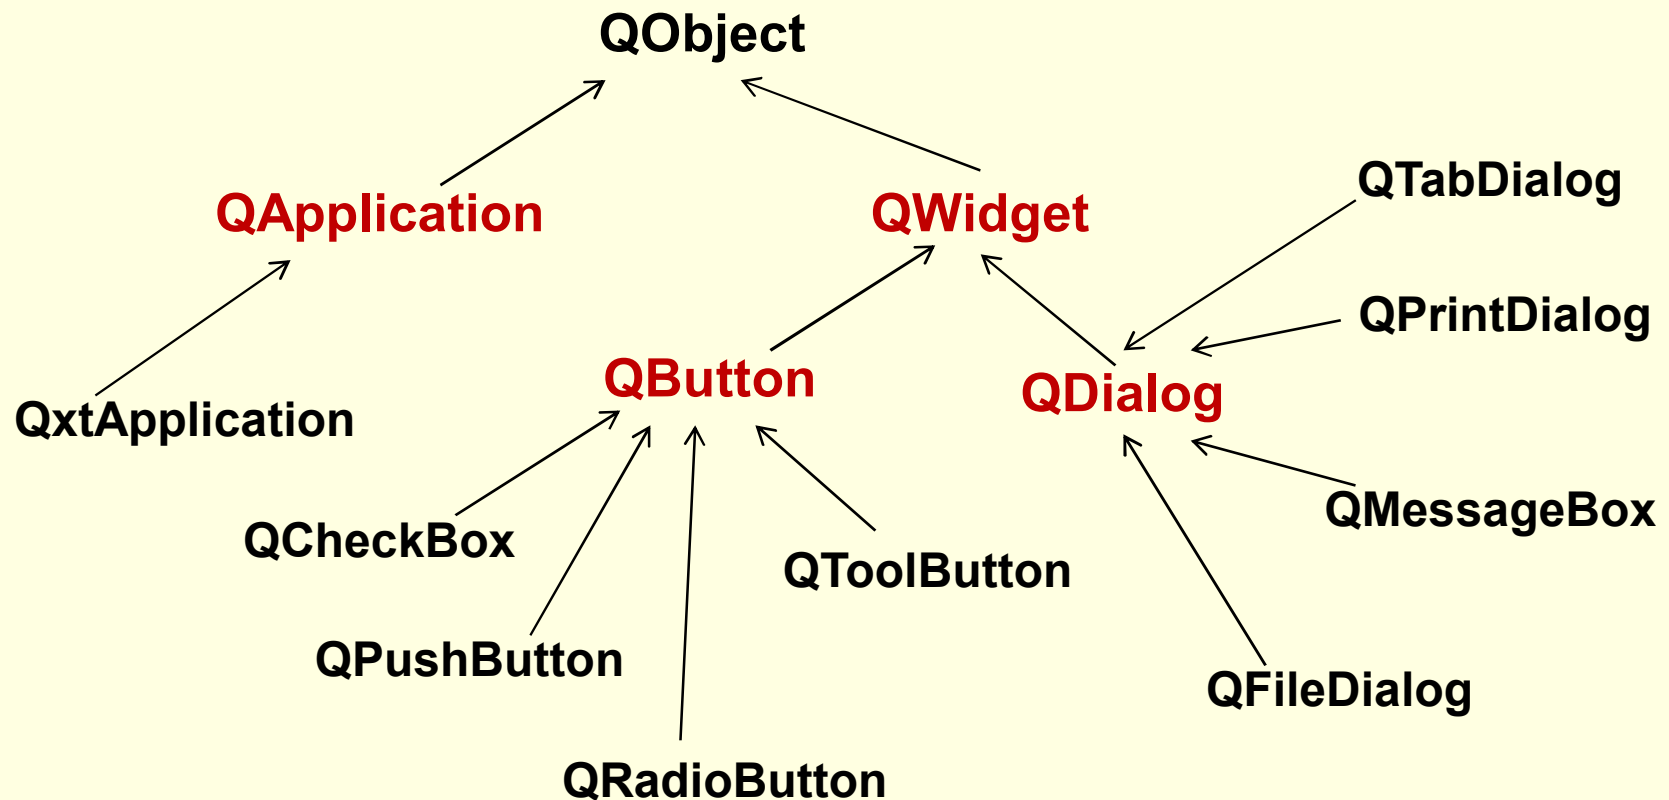 QObject
QTabDialog
QApplication
QWidget
QPrintDialog
QButton
QDialog
QxtApplication
QMessageBox
QCheckBox
QToolButton
QPushButton
QFileDialog
QRadioButton